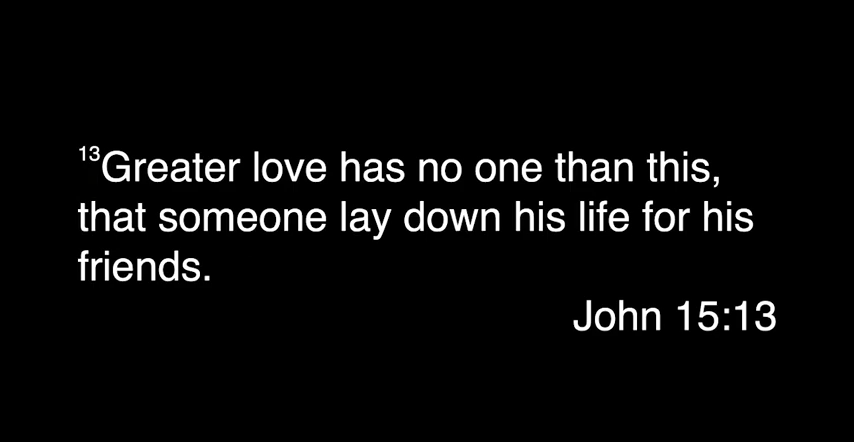 13Greater love has no one than this,
that someone lay down his life for his
friends.
John 15:13